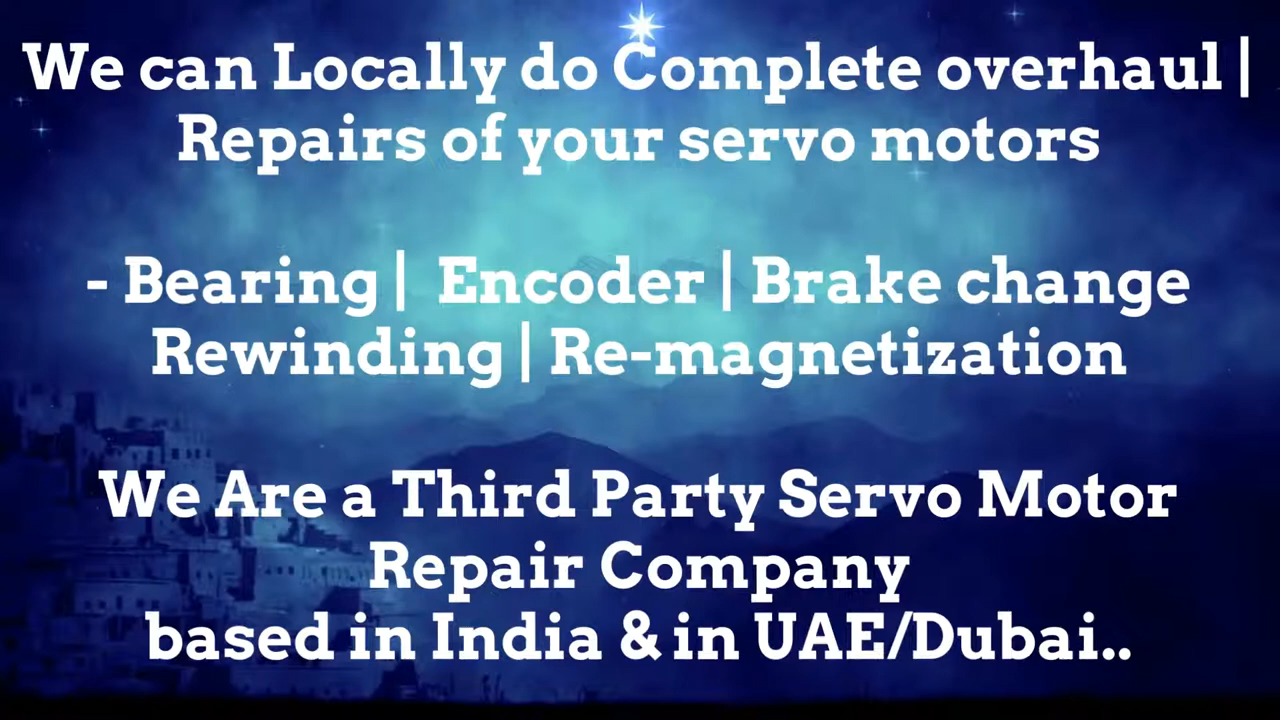 We can Locally do Complete overhaul |
Repairs of your servo motors
- Bearing | Encoder | Brake change
Rewinding | Re-magnetization
We Are a Third Party Servo Motor
Repair Company
based in India & in UAE/Dubai..